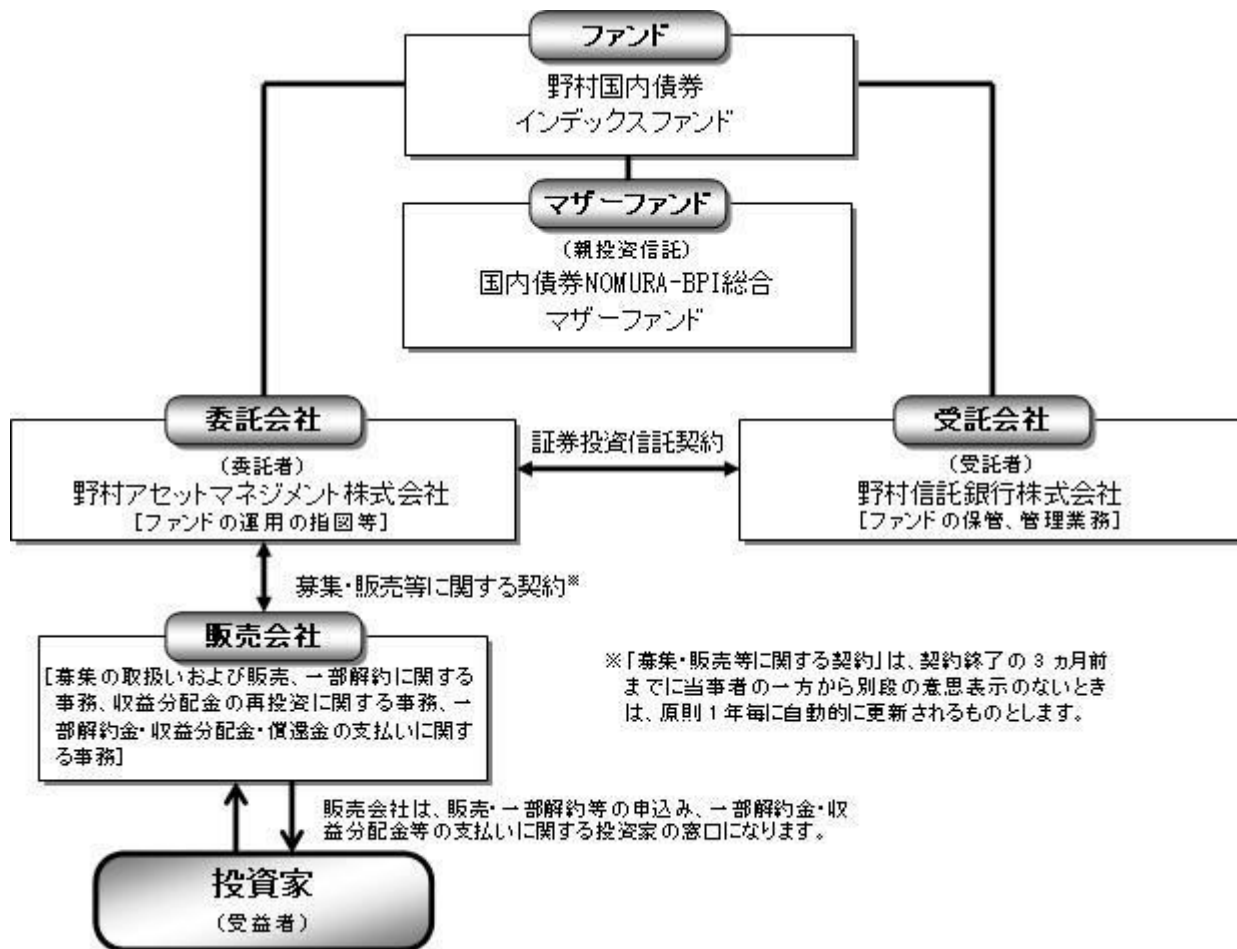 ファンド
野村国内債券
インデックスファンド
マザーファンド
(親投資信託)
国内債券NOMURA-BPI総合
マザーファンド
委託会社
(委託者)
野村アセットマネジメント株式会社
[ファンドの運用の指図等]
証券投資信託契約
受託会社
(受託者)
野村信託銀行株式会社
[ファンドの保管、管理業務]
募集・販売等に関する契約※
販売会社
[募集の取扱いおよび販売、一部解約に関する
事務、収益分配金の再投資に関する事務、一
部解約金・収益分配金・償還金の支払いに関す
る事務]
※「募集・販売等に関する契約」は、契約終了の3ヵ月前
までに当事者の一方から別段の意思表示のないとき
は、原則1年毎に自動的に更新されるものとします。
販売会社は、販売・一部解約等の申込み、一部解約金・収
益分配金等の支払いに関する投資家の窓口になります。
投資家
(受益者)